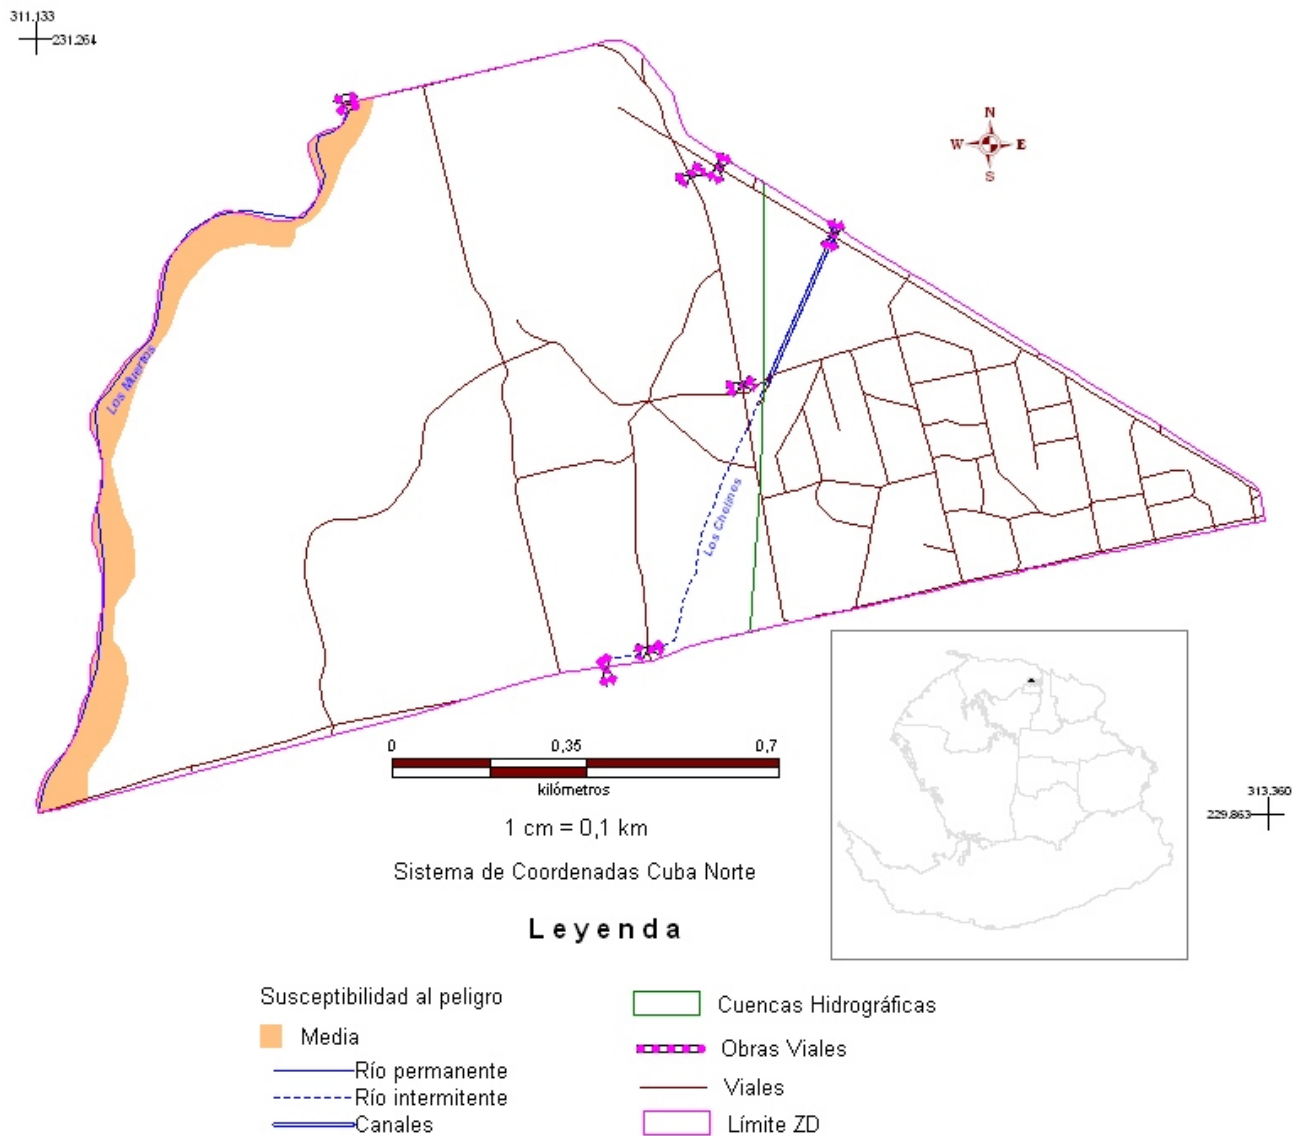 311.133
231.264
N
W E
S
Los Muertos
Los Chelinos
0 0,35 0,7
kilómetros
1 cm = 0,1 km
Sistema de Coordenadas Cuba Norte
313.360
229.863
Leyenda
Susceptibilidad al peligro
Media
Río permanente
Río intermitente
Canales
Cuencas Hidrográficas
Obras Viales
Viales
Límite ZD